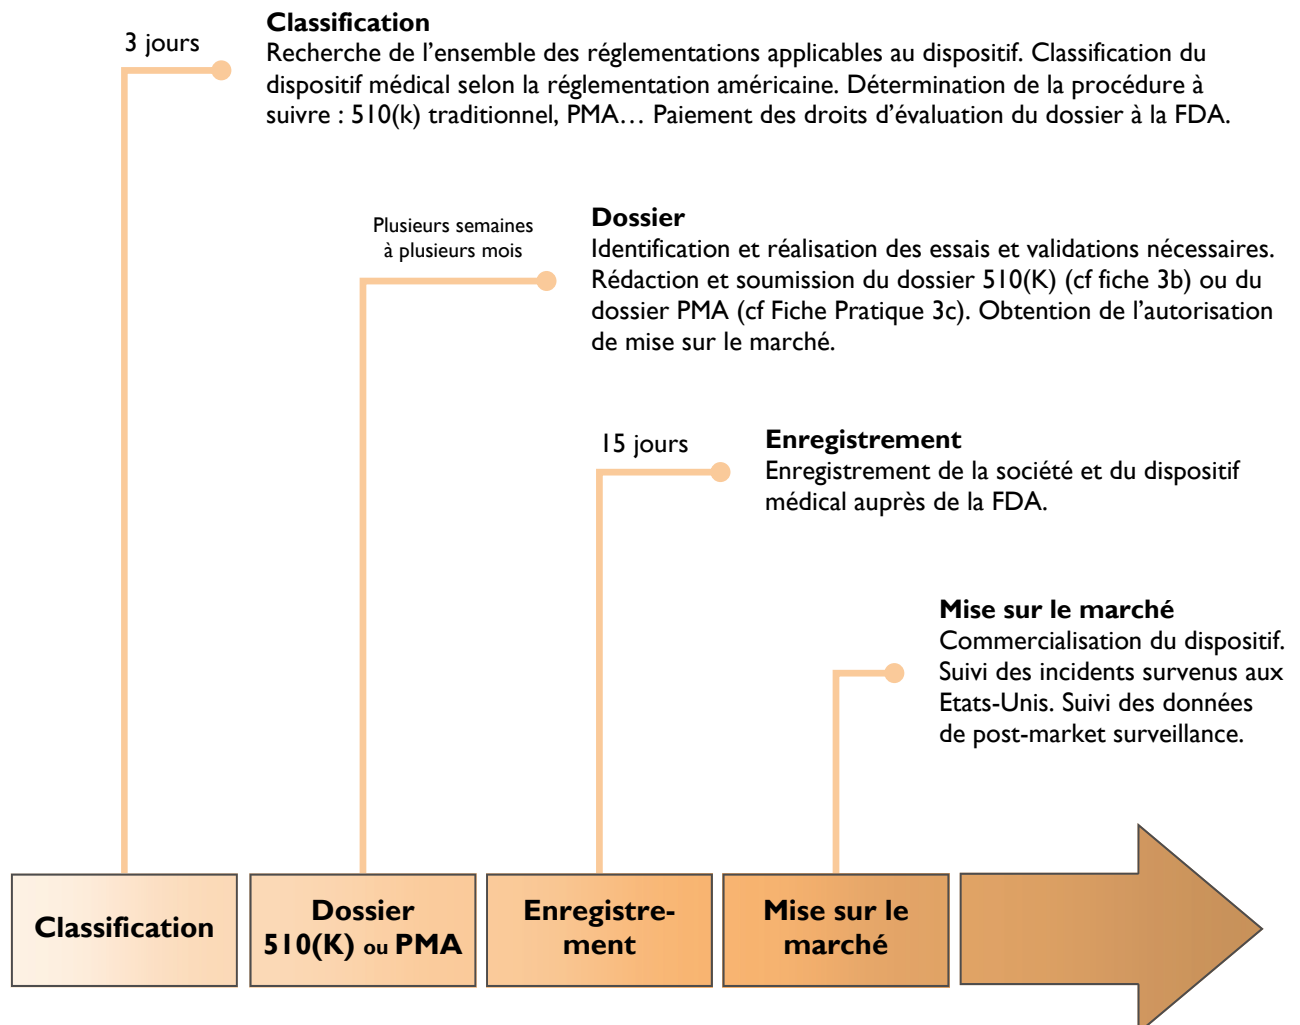 Classification
3 jours
Recherche de l’ensemble des réglementations applicables au dispositif. Classification du
dispositif médical selon la réglementation américaine. Détermination de la procédure à
suivre : 510(k) traditionnel, PMA… Paiement des droits d’évaluation du dossier à la FDA.
Plusieurs semaines
à plusieurs mois
Dossier
Identification et réalisation des essais et validations nécessaires.
Rédaction et soumission du dossier 510(K) (cf fiche 3b) ou du
dossier PMA (cf Fiche Pratique 3c). Obtention de l’autorisation
de mise sur le marché.
15 jours
Enregistrement
Enregistrement de la société et du dispositif
médical auprès de la FDA.
Mise sur le marché
Commercialisation du dispositif.
Suivi des incidents survenus aux
Etats-Unis. Suivi des données
de post-market surveillance.
Classification
Dossier
510(K) ou PMA
Enregistre-
ment
Mise sur le
marché